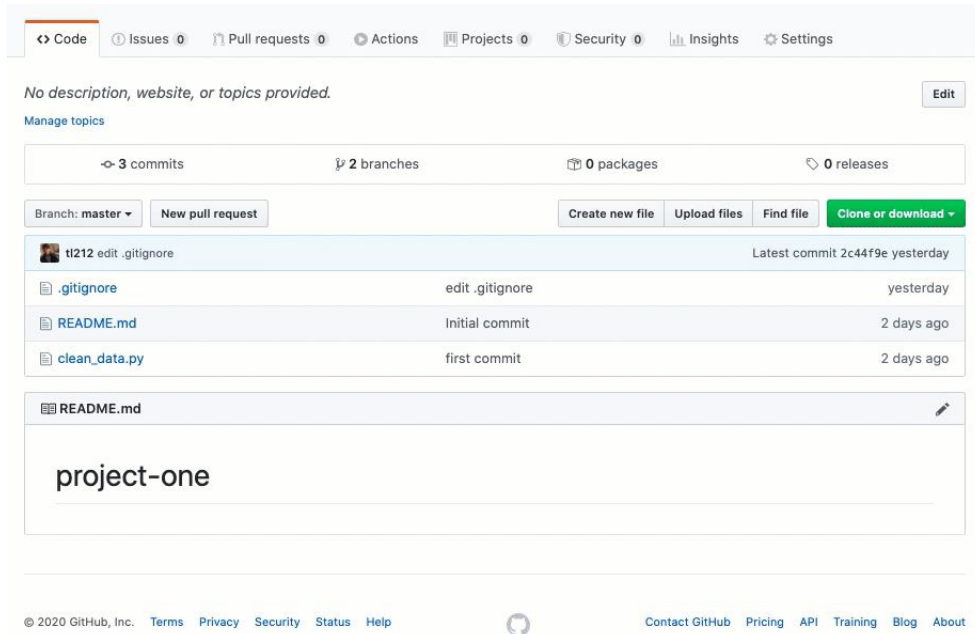 Code Issues 0 Pull requests 0 Actions Projects 0 Security 0 Insights Settings
No description, website, or topics provided. Edit
Manage topics
3 commits 2 branches 0 packages 0 releases
Branch: master New pull request Create new file Upload files Find file Clone or download
tl212 edit .gitignore Latest commit 2c44f9e yesterday
.gitignore edit .gitignore yesterday
README.md Initial commit 2 days ago
clean_data.py first commit 2 days ago
README.md
project-one
© 2020 GitHub, Inc. Terms Privacy Security Status Help Contact GitHub Pricing API Training Blog About